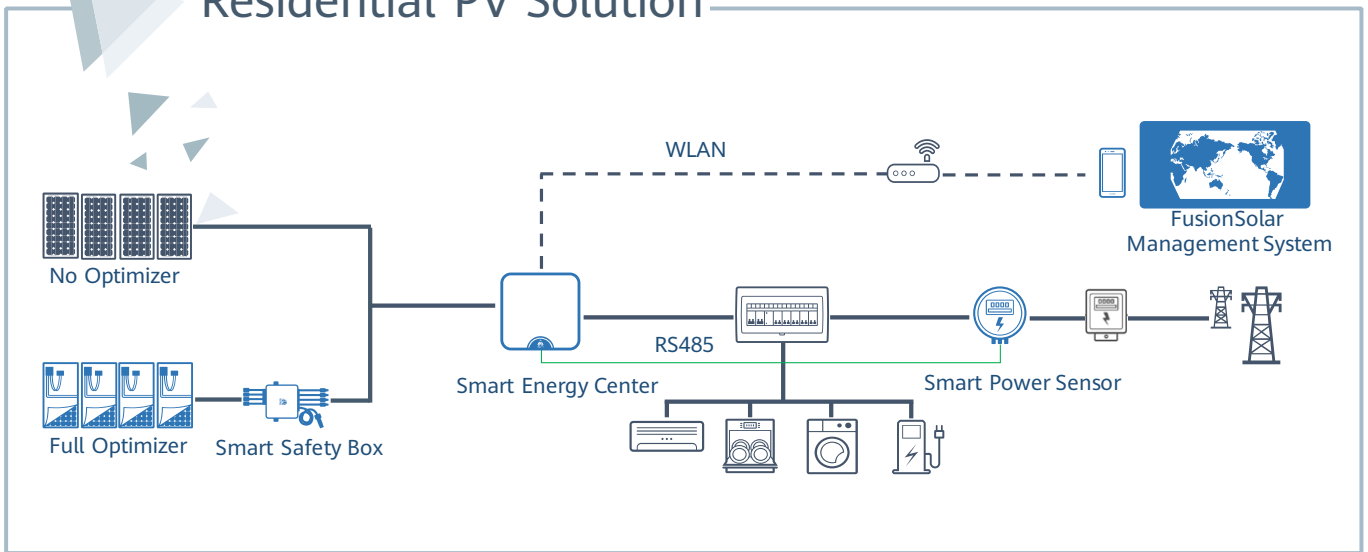 Residential PV Solution
WLAN
FusionSolar
Management System
No Optimizer
RS485
Smart Energy Center
Smart Power Sensor
Full Optimizer
Smart Safety Box